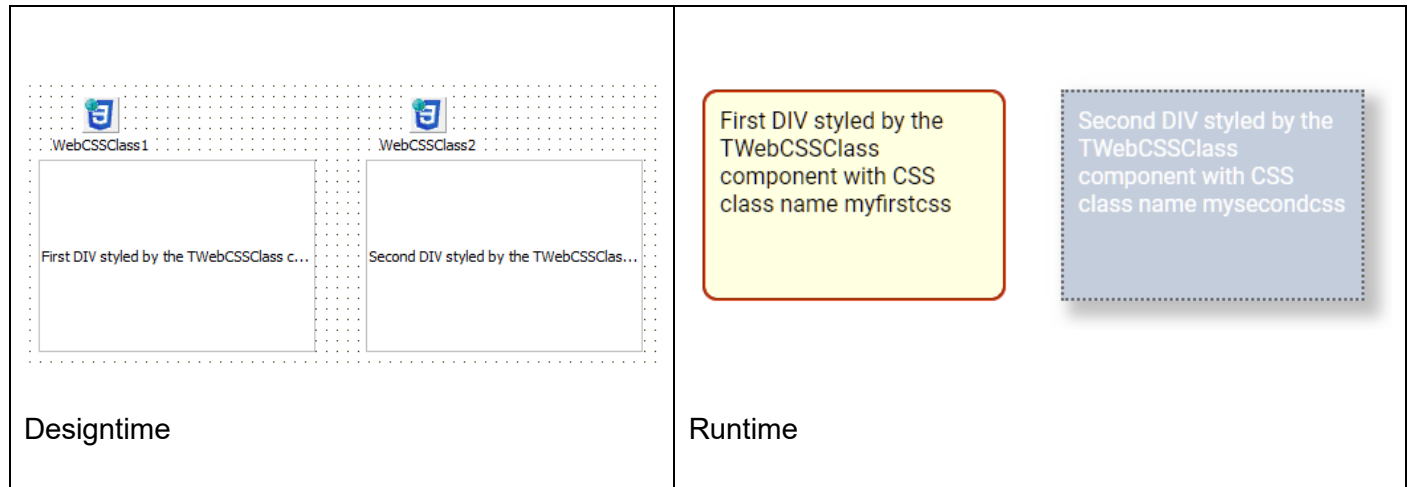 WebCSSClass1
WebCSSClass2
First DIV styled by the TWebCSSClass c...
Second DIV styled by the TWebCSSClas...
Designtime
First DIV styled by the
TWebCSSClass
component with CSS
class name myfirstcss
Second DIV styled by the
TWebCSSClass
component with CSS
class name mysecondcss
Runtime